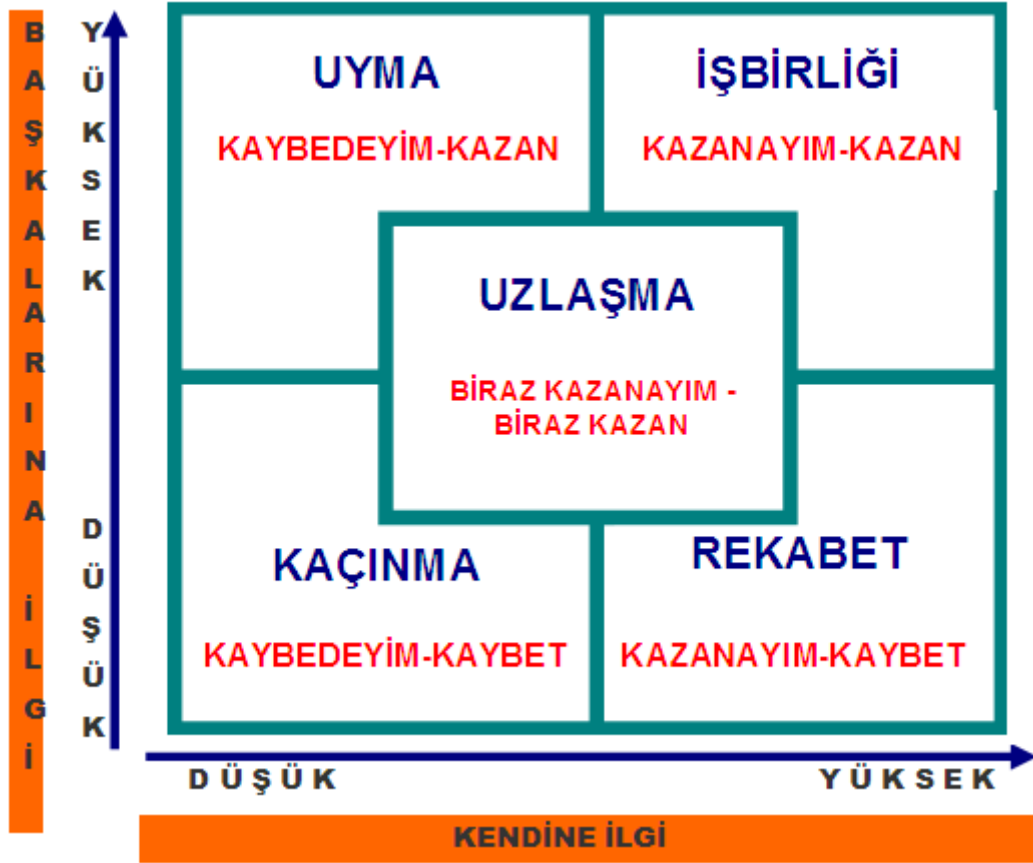 BAŞKALARINA İLGİ
YÜKSEK
DÜŞÜK
UYMA
KAYBEDEYİM-KAZAN
İŞBİRLİĞİ
KAZANAYIM-KAZAN
UZLAŞMA
BİRAZ KAZANAYIM -
BİRAZ KAZAN
KAÇINMA
KAYBEDEYİM-KAYBET
REKABET
KAZANAYIM-KAYBET
DÜŞÜK
YÜKSEK
KENDİNE İLGİ